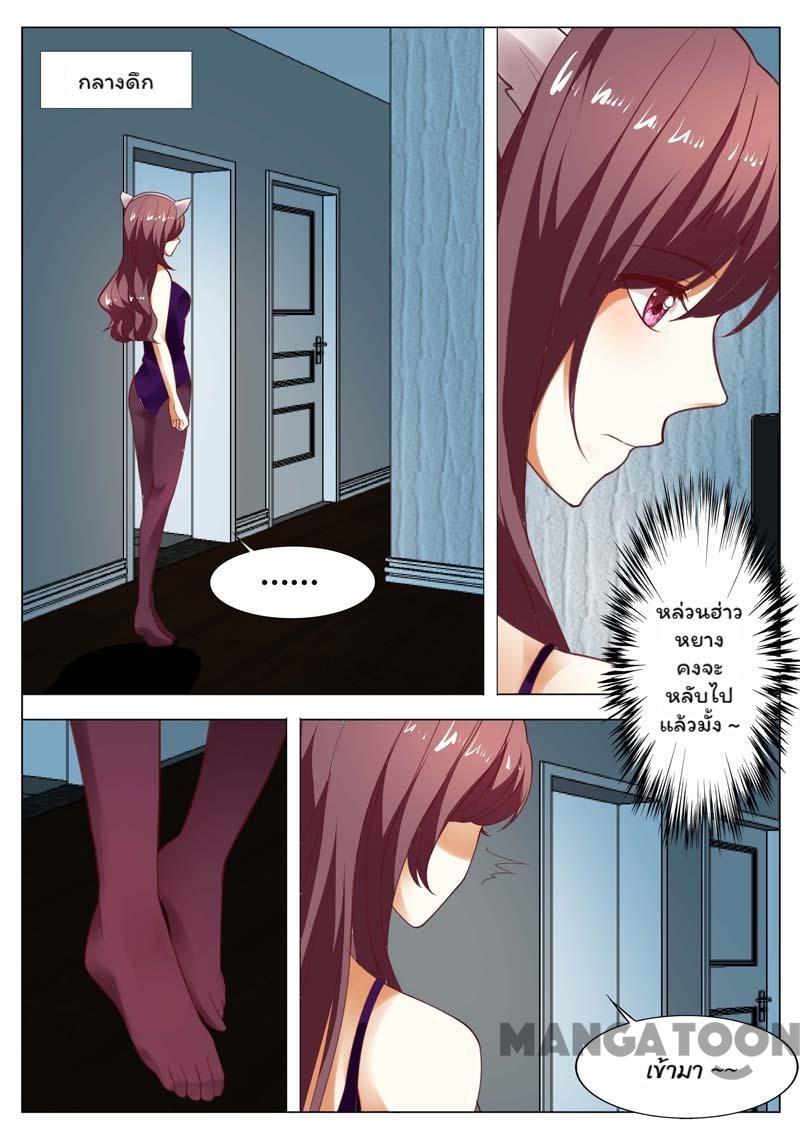 กลางดึก
......
หล่วนฮ่าว
หยาง
คงจะ
หลับไป
แล้วมั้ง ~
MANGATOON
เข้ามา ~~